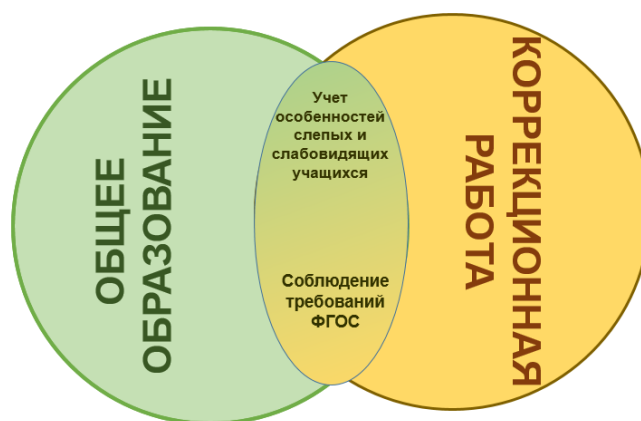 ОБЩЕЕ
ОБРАЗОВАНИЕ
Учет
особенностей
слепых и
слабовидящих
учащихся
Соблюдение
требований
ФГОС
КОРРЕКЦИОННАЯ
РАБОТА